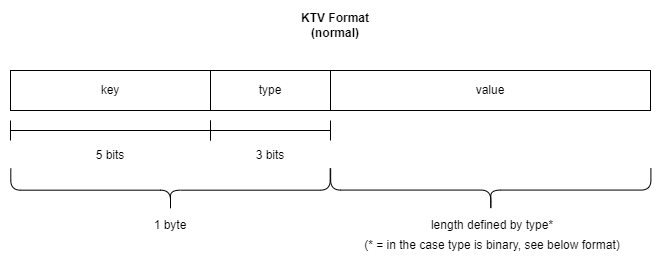 KTV Format
(normal)
key type value
5 bits 3 bits
1 byte length defined by type*
(* = in the case type is binary, see below format)